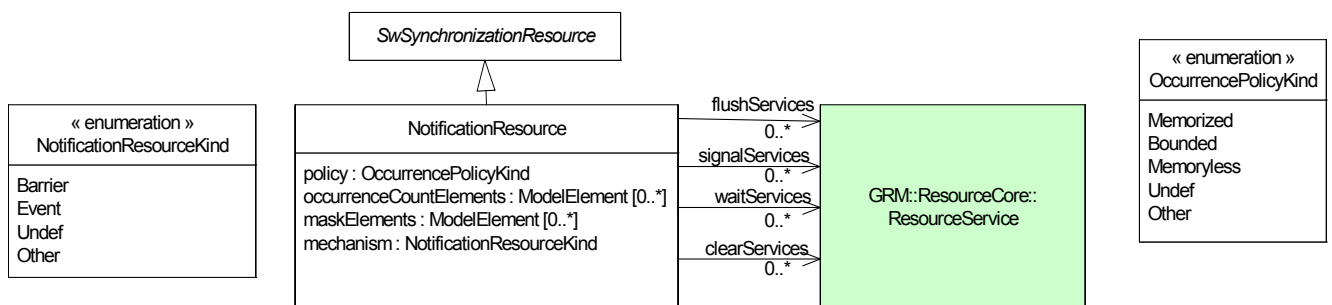 SwSynchronizationResource
« enumeration »
NotificationResourceKind
Barrier
Event
Undef
Other
NotificationResource
policy : OccurrencePolicyKind
occurrenceCountElements : ModelElement [0..*]
maskElements : ModelElement [0..*]
mechanism : NotificationResourceKind
flushServices
0..*
signalServices
0..*
waitServices
0..*
clearServices
0..*
GRM::ResourceCore::
ResourceService
« enumeration »
OccurrencePolicyKind
Memorized
Bounded
Memoryless
Undef
Other